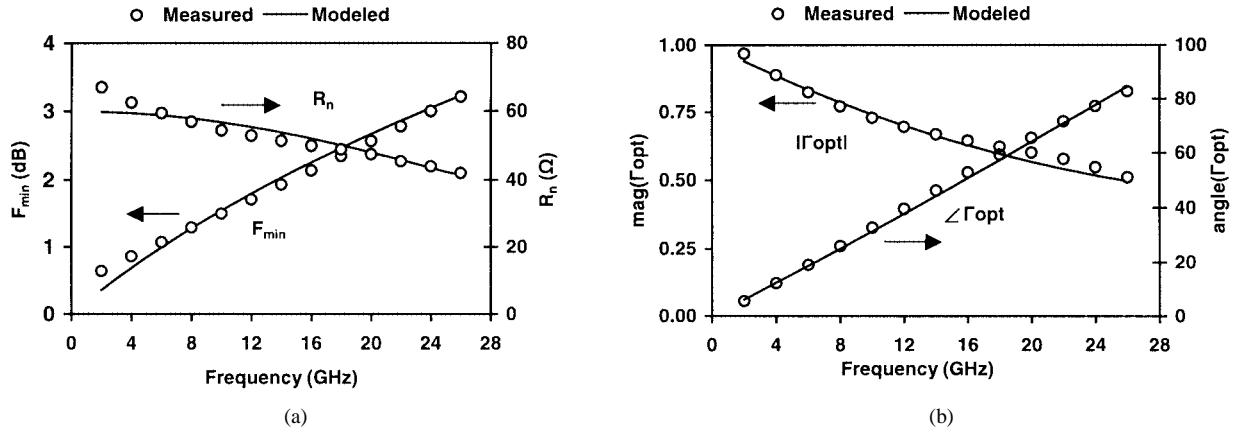 Measured Modeled
4
3
2
1
0
F_min (dB)
80
60
40
20
0
R_n (Ω)
R_n
F_min
0 4 8 12 16 20 24 28
Frequency (GHz)
(a)
Measured Modeled
1.00
0.75
0.50
0.25
0.00
mag(Γopt)
100
80
60
40
20
0
angle(Γopt)
|Γopt|
∠Γopt
0 4 8 12 16 20 24 28
Frequency (GHz)
(b)